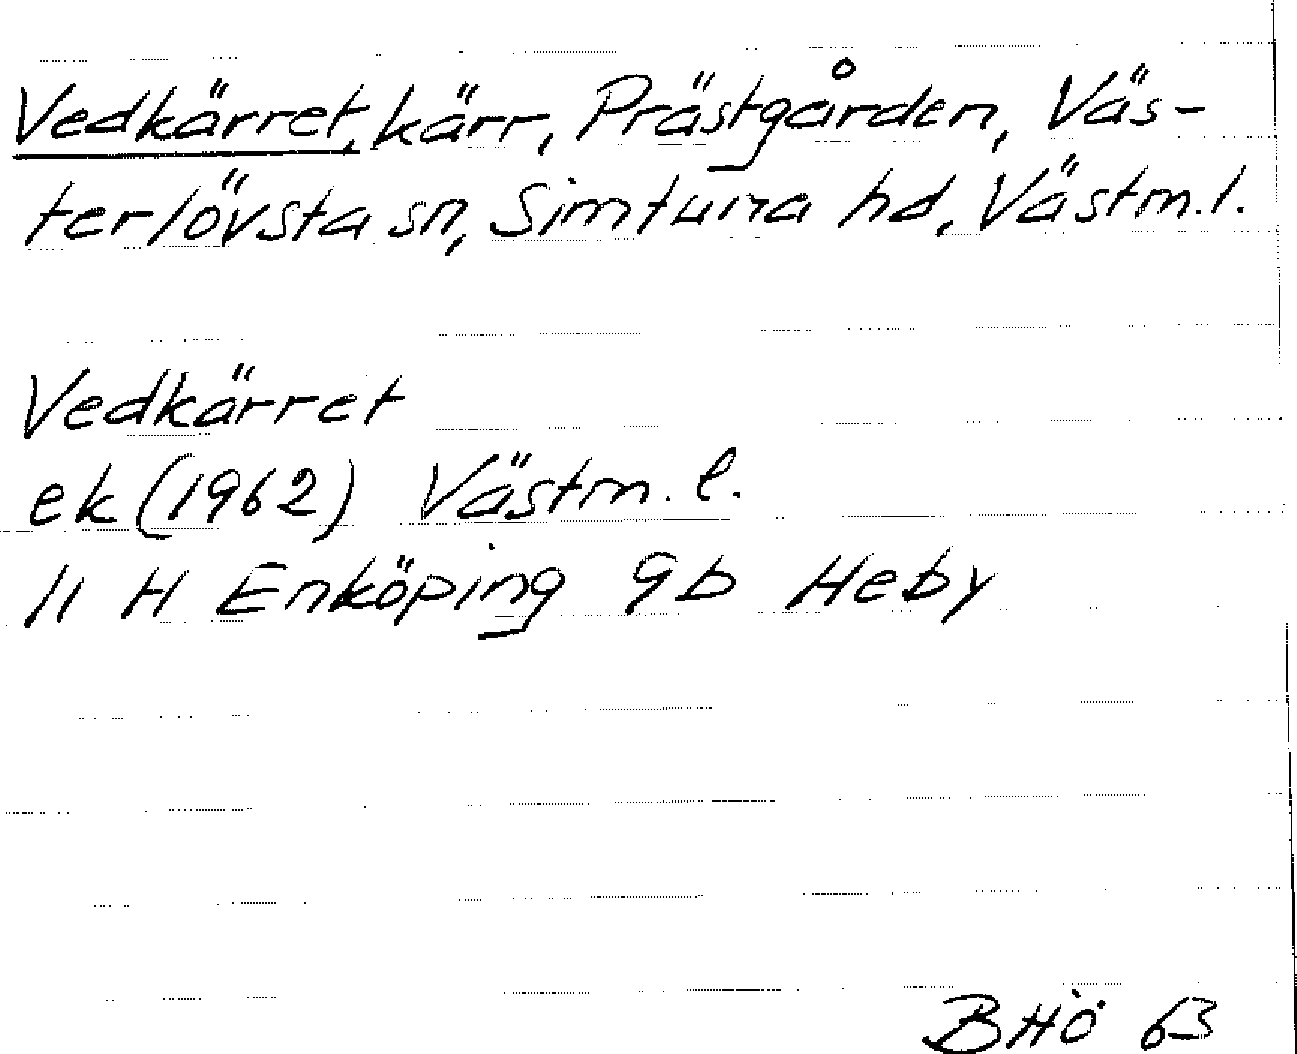 Vedkärret, kärr, Prästgården, Väs-
terlövsta sn, Simtuna hd, Västm.l.
Vedkärret
ek (1962) Västm. l.
11 H Enköping 9b Heby
BHÖ 63